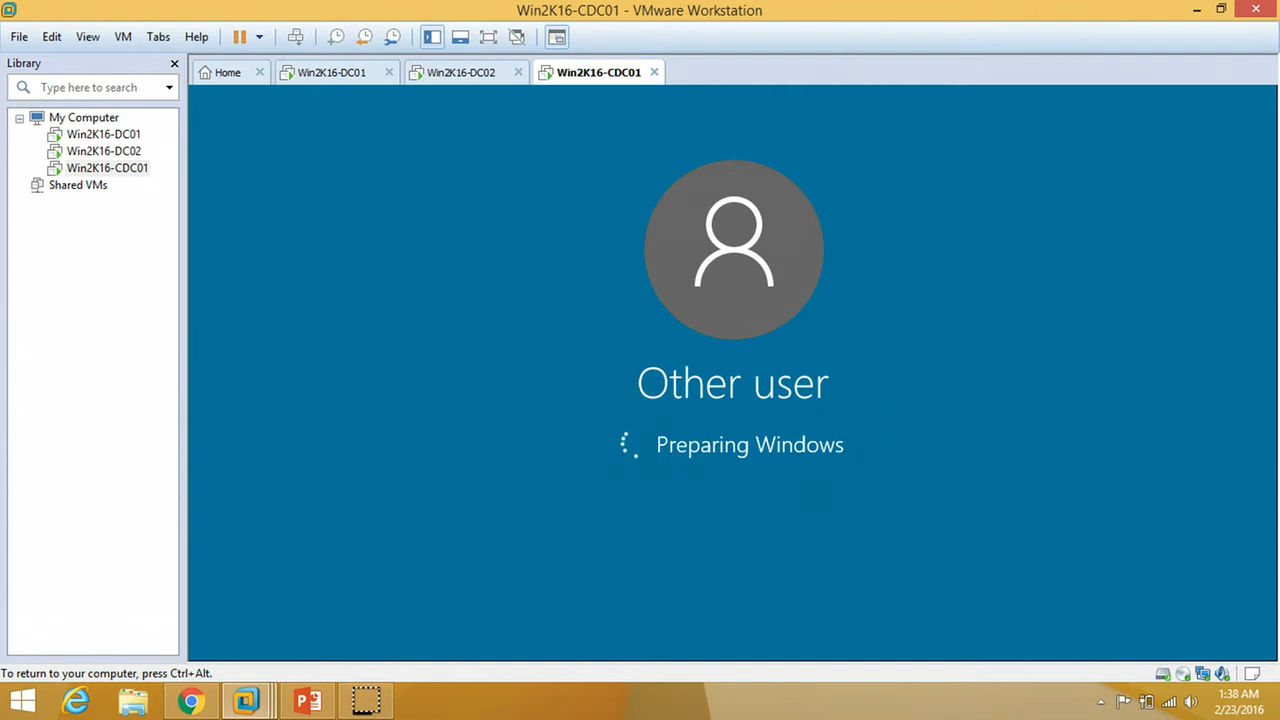 Win2K16-CDC01 - VMware Workstation
File Edit View VM Tabs Help
Library
Home Win2K16-DC01 Win2K16-DC02 Win2K16-CDC01
Type here to search
My Computer
Win2K16-DC01
Win2K16-DC02
Win2K16-CDC01
Shared VMs
Other user
Preparing Windows
To return to your computer, press Ctrl+Alt.
1:38 AM
2/23/2016